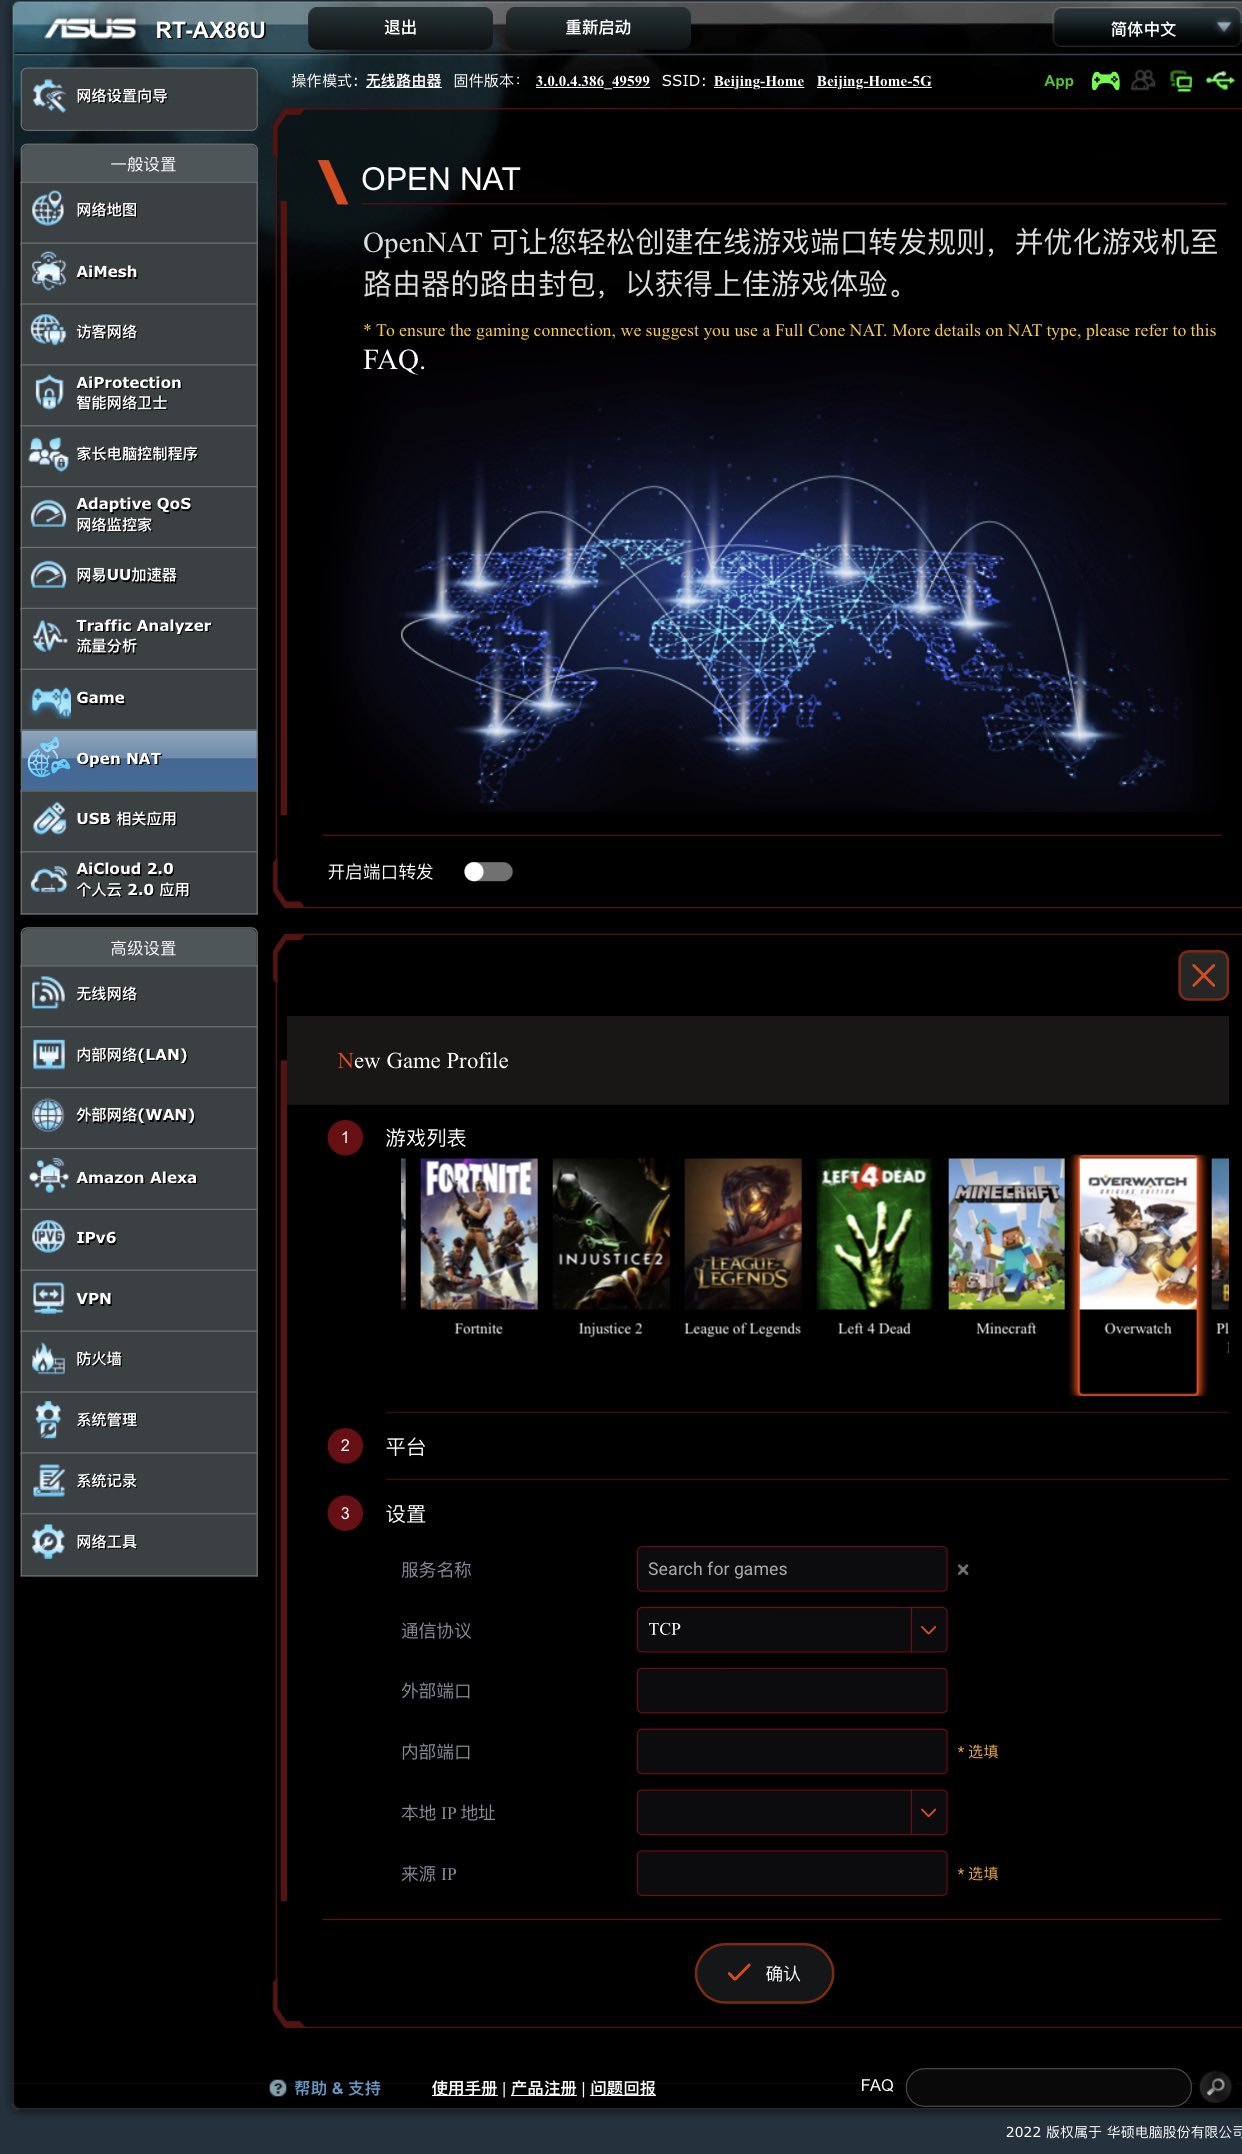 ASUS RT-AX86U 退出 重新启动 简体中文
操作模式: 无线路由器 固件版本: 3.0.0.4.386_49599 SSID: Beijing-Home Beijing-Home-5G App
网络设置向导
一般设置
网络地图
AiMesh
访客网络
AiProtection
智能网络卫士
家长电脑控制程序
Adaptive QoS
网络监控家
网易UU加速器
Traffic Analyzer
流量分析
Game
Open NAT
USB 相关应用
AiCloud 2.0
个人云 2.0 应用
高级设置
无线网络
内部网络(LAN)
外部网络(WAN)
Amazon Alexa
IPv6
VPN
防火墙
系统管理
系统记录
网络工具
OPEN NAT
OpenNAT 可让您轻松创建在线游戏端口转发规则，并优化游戏机至
路由器的路由封包，以获得上佳游戏体验。
* To ensure the gaming connection, we suggest you use a Full Cone NAT. More details on NAT type, please refer to this
FAQ.
开启端口转发
New Game Profile
1 游戏列表
FORTNITE INJUSTICE2 LEAGUE OF LEGENDS LEFT 4 DEAD MINECRAFT OVERWATCH
ORIGINS EDITION
Fortnite Injustice 2 League of Legends Left 4 Dead Minecraft Overwatch Pl
2 平台
3 设置
服务名称 Search for games
通信协议 TCP
外部端口
内部端口 * 选填
本地 IP 地址
来源 IP * 选填
确认
帮助 & 支持 使用手册 | 产品注册 | 问题回报 FAQ
2022 版权属于 华硕电脑股份有限公司